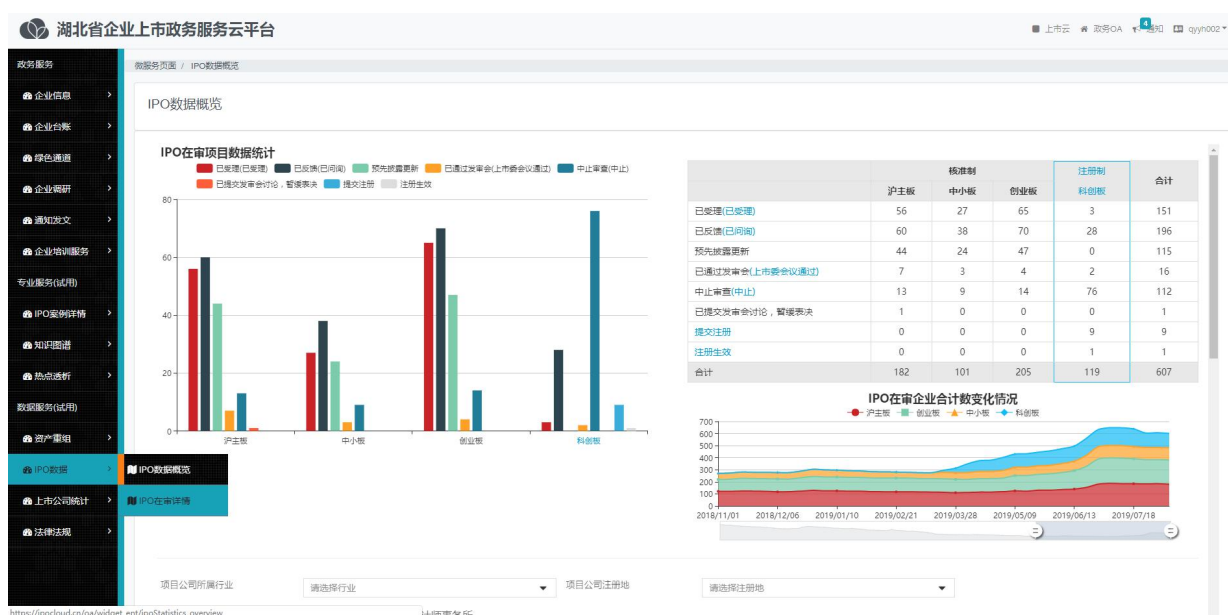 湖北省企业上市政务服务云平台
上市云 政务OA 通知 4 qyyh002
政务服务
企业信息
企业台账
绿色通道
企业调研
通知发文
企业培训服务
专业服务(试用)
IPO案例详情
知识图谱
热点透析
数据服务(试用)
资产重组
IPO数据
上市公司统计
法律法规
IPO数据概览
IPO在审详情
微服务页面 / IPO数据概览
IPO数据概览
IPO在审项目数据统计
已受理(已受理) 已反馈(已问询) 预先披露更新 已通过发审会(上市委会议通过) 中止审查(中止)
已提交发审会讨论，暂缓表决 提交注册 注册生效
80
60
40
20
0
沪主板 中小板 创业板 科创板
核准制 注册制 合计
沪主板 中小板 创业板 科创板
已受理(已受理) 56 27 65 3 151
已反馈(已问询) 60 38 70 28 196
预先披露更新 44 24 47 0 115
已通过发审会(上市委会议通过) 7 3 4 2 16
中止审查(中止) 13 9 14 76 112
已提交发审会讨论，暂缓表决 1 0 0 0 1
提交注册 0 0 0 9 9
注册生效 0 0 0 1 1
合计 182 101 205 119 607
IPO在审企业合计数变化情况
沪主板 创业板 中小板 科创板
700
600
500
400
300
200
100
0
2018/11/01 2018/12/06 2019/01/10 2019/02/21 2019/03/28 2019/05/09 2019/06/13 2019/07/18
项目公司所属行业 请选择行业 项目公司注册地 请选择注册地
https://ipocloud.cn/oa/widget_ent/ipoStatistics_overview
计师事务所